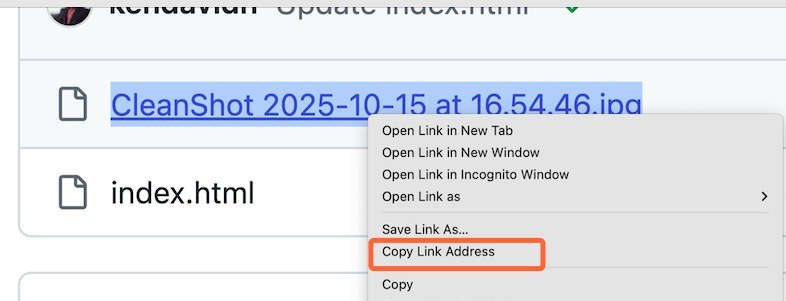 kendavidn Update index.html
CleanShot 2025-10-15 at 16.54.46.jpg
Open Link in New Tab
Open Link in New Window
Open Link in Incognito Window
Open Link as
index.html
Save Link As...
Copy Link Address
Copy